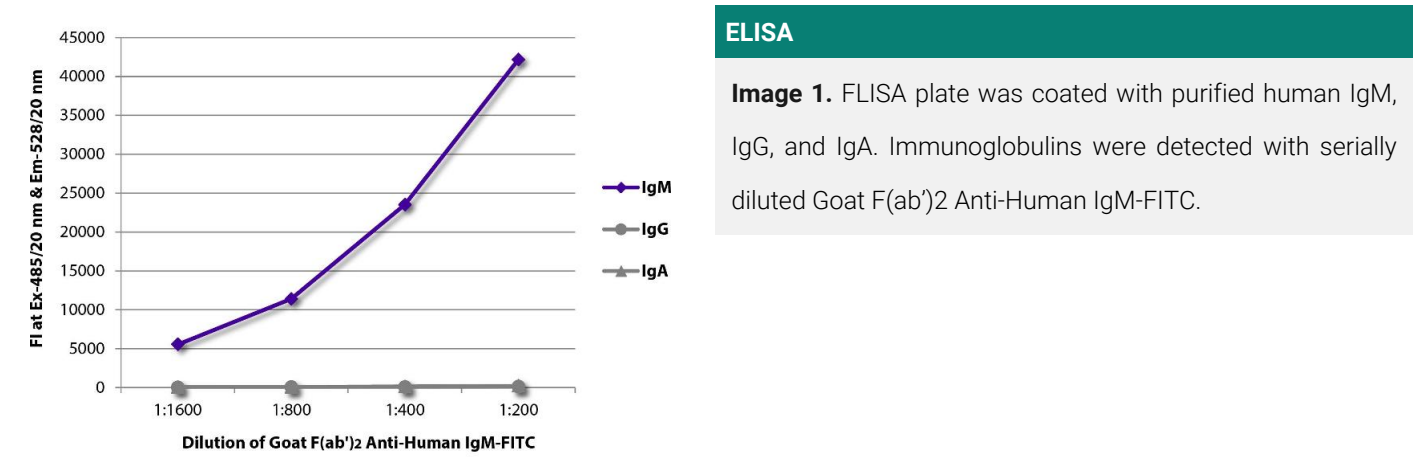 45000
40000
35000
30000
25000
20000
15000
10000
5000
0
FI at Ex-485/20 nm & Em-528/20 nm
1:1600 1:800 1:400 1:200
Dilution of Goat F(ab')2 Anti-Human IgM-FITC
IgM
IgG
IgA
ELISA
Image 1. FLISA plate was coated with purified human IgM,
IgG, and IgA. Immunoglobulins were detected with serially
diluted Goat F(ab’)2 Anti-Human IgM-FITC.